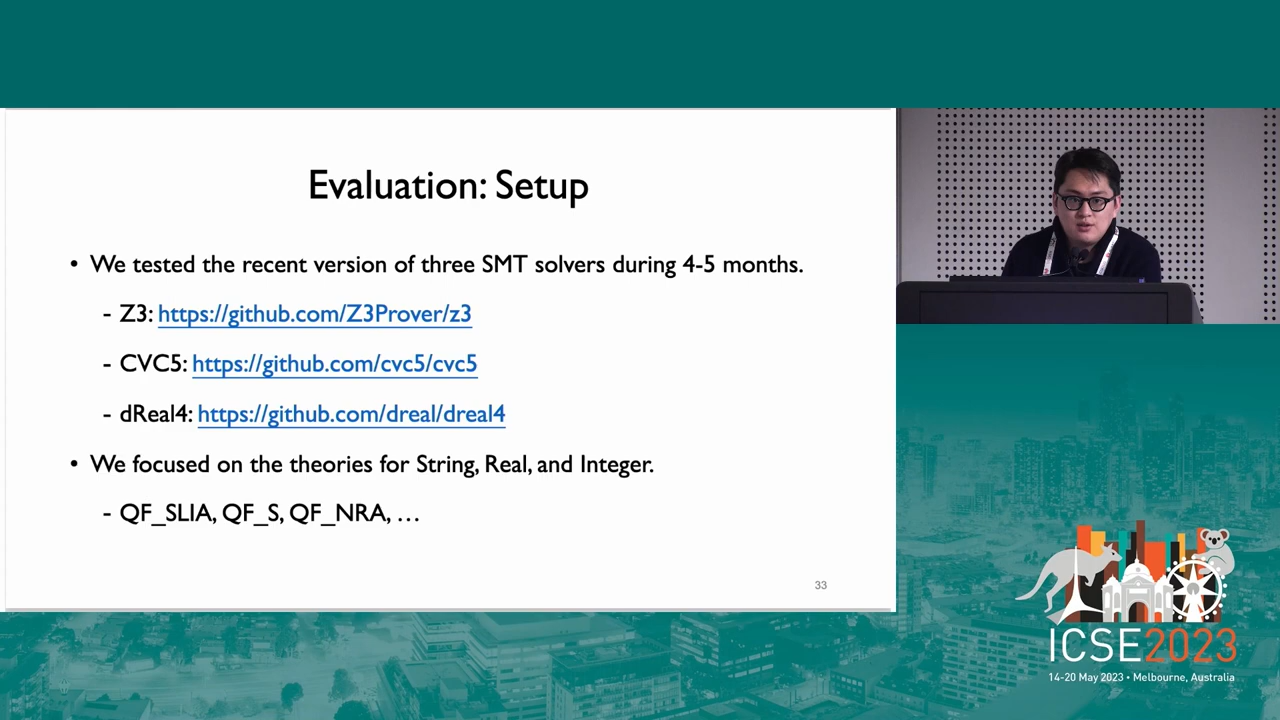 Evaluation: Setup
• We tested the recent version of three SMT solvers during 4-5 months.
- Z3: https://github.com/Z3Prover/z3
- CVC5: https://github.com/cvc5/cvc5
- dReal4: https://github.com/dreal/dreal4
• We focused on the theories for String, Real, and Integer.
- QF_SLIA, QF_S, QF_NRA, …
33
ICSE2023
14-20 May 2023 • Melbourne, Australia